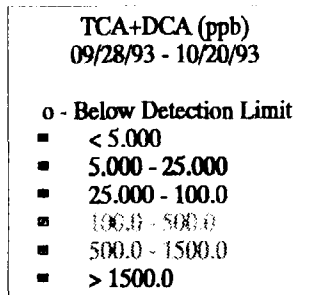 TCA+DCA (ppb)
09/28/93 - 10/20/93
o - Below Detection Limit
< 5.000
5.000 - 25.000
25.000 - 100.0
100.0 - 500.0
500.0 - 1500.0
> 1500.0